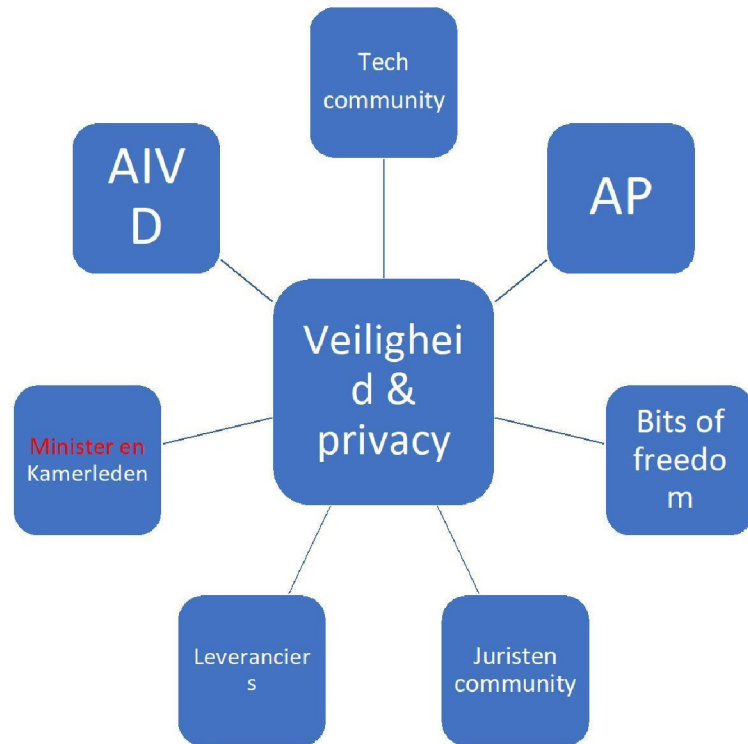 Tech
community
AIV
D
AP
Veilighei
d &
privacy
Minister en
Kamerleden
Bits of
freedo
m
Leverancier
s
Juristen
community